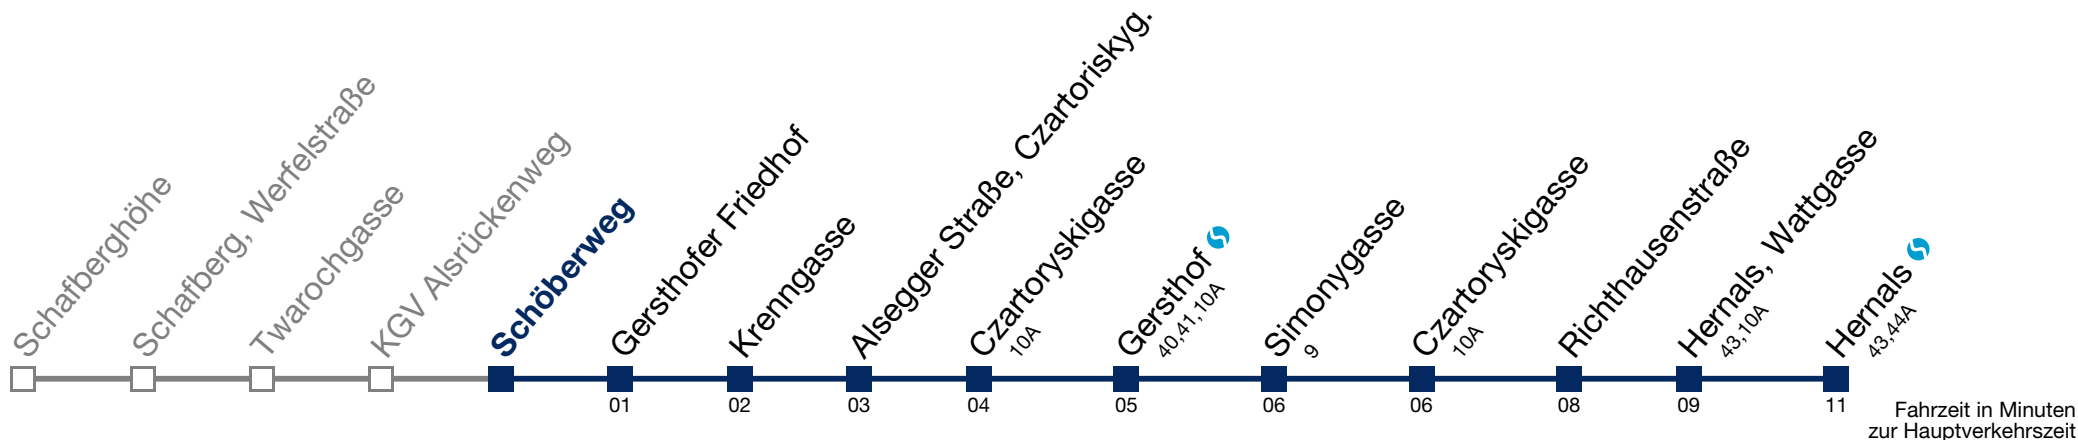 Schafberghöhe
Schafberg, Werfelstraße
Twarochgasse
KGV Alsrückenweg
Schöberweg
Gersthofer Friedhof
01
Krenngasse
02
Alsegger Straße, Czartoriskyg.
03
Czartoryskigasse
10A
04
Gersthof
40,41,10A
05
Simonygasse
9
06
Czartoryskigasse
10A
06
Richthausenstraße
08
Hernals, Wattgasse
43,10A
09
Hernals
43,44A
11
Fahrzeit in Minuten
zur Hauptverkehrszeit